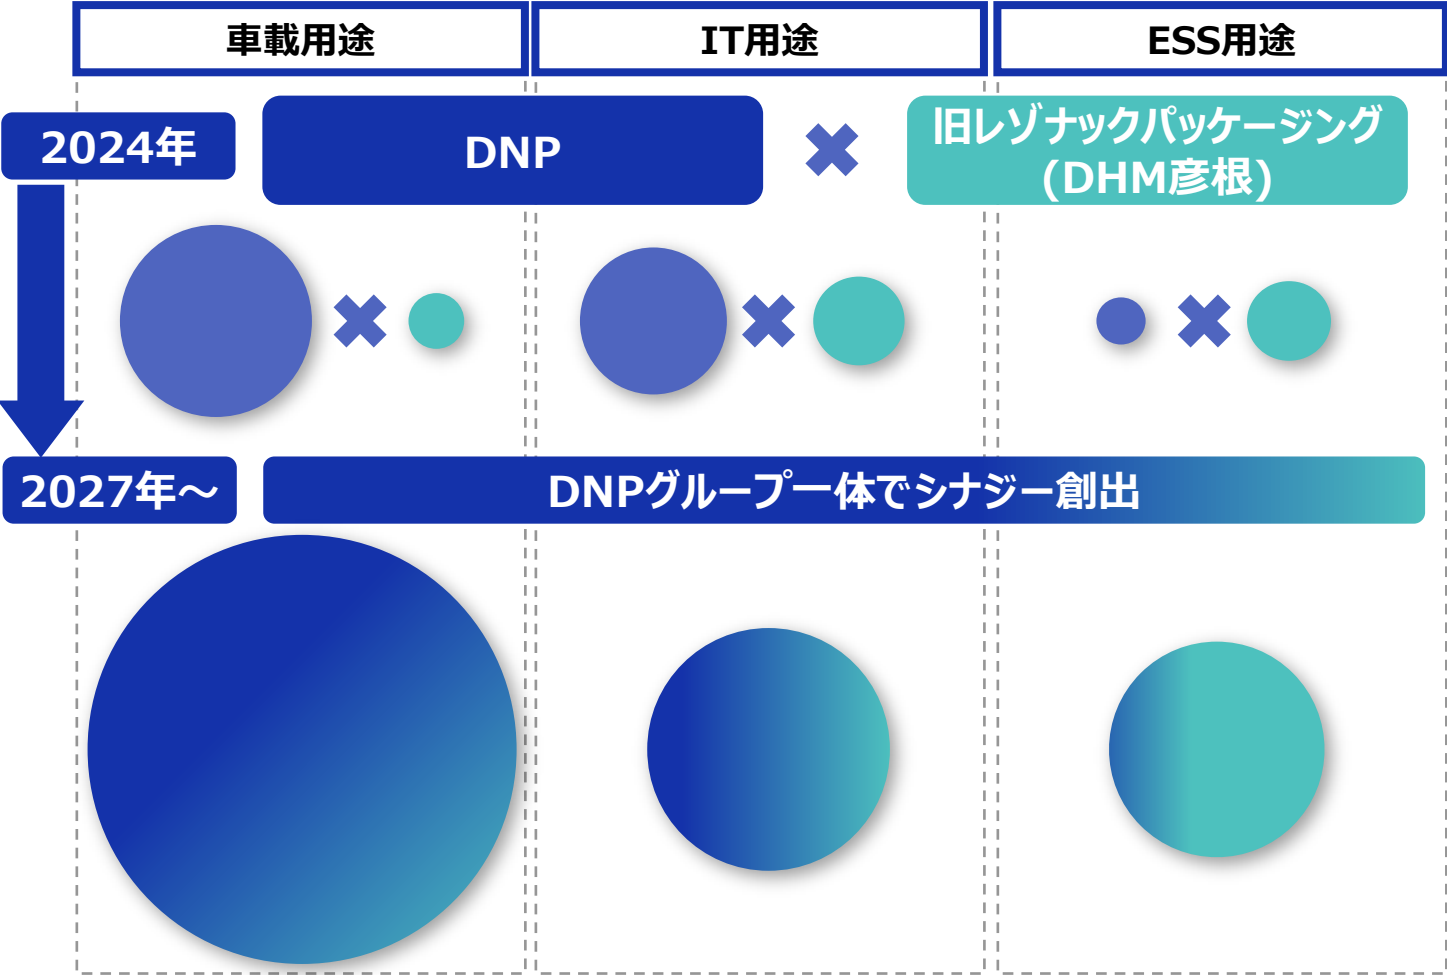 車載用途
IT用途
ESS用途
2024年
DNP
旧レゾナックパッケージング
(DHM彦根)
2027年～
DNPグループ一体でシナジー創出